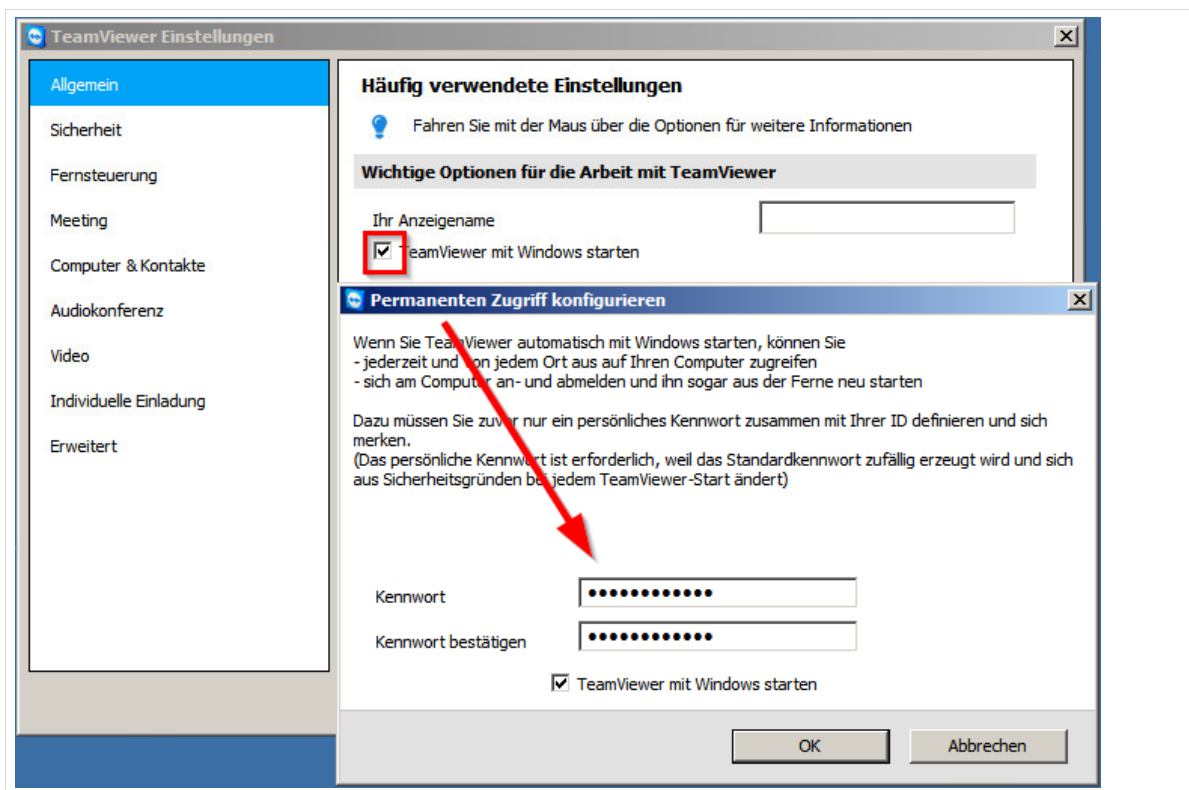 TeamViewer Einstellungen
Allgemein
Sicherheit
Fernsteuerung
Meeting
Computer & Kontakte
Audiokonferenz
Video
Individuelle Einladung
Erweitert
Häufig verwendete Einstellungen
Fahren Sie mit der Maus über die Optionen für weitere Informationen
Wichtige Optionen für die Arbeit mit TeamViewer
Ihr Anzeigename
TeamViewer mit Windows starten
Permanenten Zugriff konfigurieren
Wenn Sie TeamViewer automatisch mit Windows starten, können Sie
- jederzeit und von jedem Ort aus auf Ihren Computer zugreifen
- sich am Computer an- und abmelden und ihn sogar aus der Ferne neu starten
Dazu müssen Sie zuvor nur ein persönliches Kennwort zusammen mit Ihrer ID definieren und sich
merken.
(Das persönliche Kennwort ist erforderlich, weil das Standardkennwort zufällig erzeugt wird und sich
aus Sicherheitsgründen bei jedem TeamViewer-Start ändert)
Kennwort ●●●●●●●●●●●●
Kennwort bestätigen ●●●●●●●●●●●●
TeamViewer mit Windows starten
OK Abbrechen